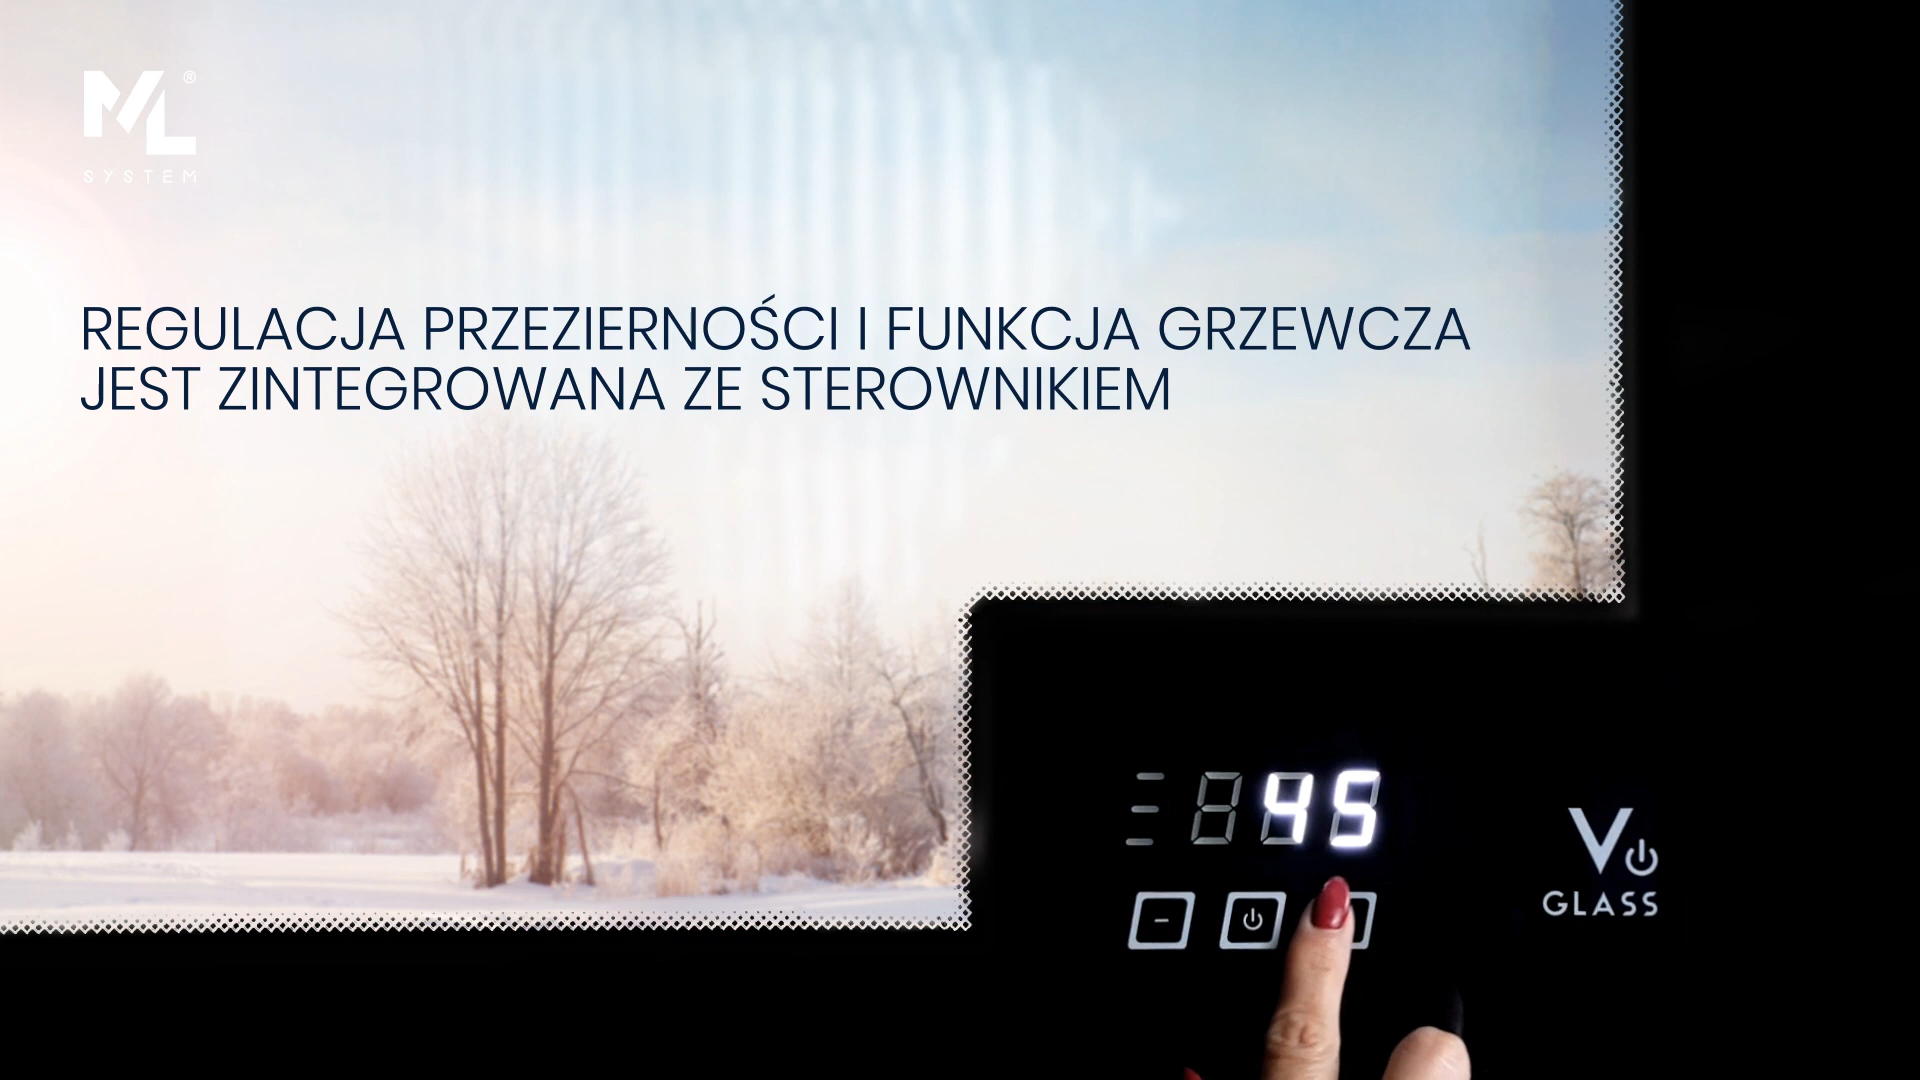 ML®
SYSTEM
REGULACJA PRZEZIERNOŚCI I FUNKCJA GRZEWCZA
JEST ZINTEGROWANA ZE STEROWNIKIEM
45
-
V
GLASS